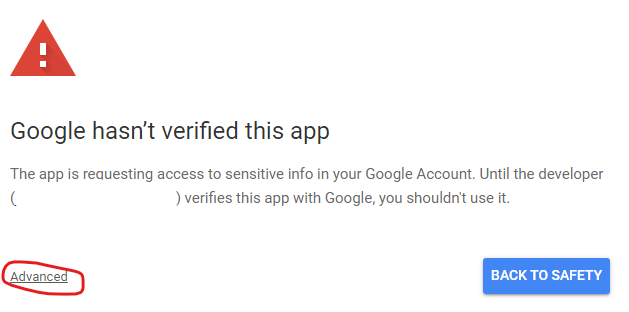 Google hasn’t verified this app
The app is requesting access to sensitive info in your Google Account. Until the developer
( ) verifies this app with Google, you shouldn't use it.
Advanced
BACK TO SAFETY